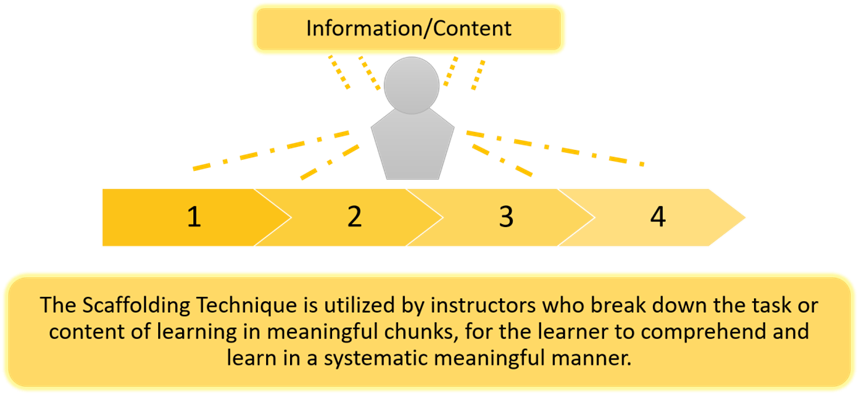 Information/Content
1 2 3 4
The Scaffolding Technique is utilized by instructors who break down the task or
content of learning in meaningful chunks, for the learner to comprehend and
learn in a systematic meaningful manner.